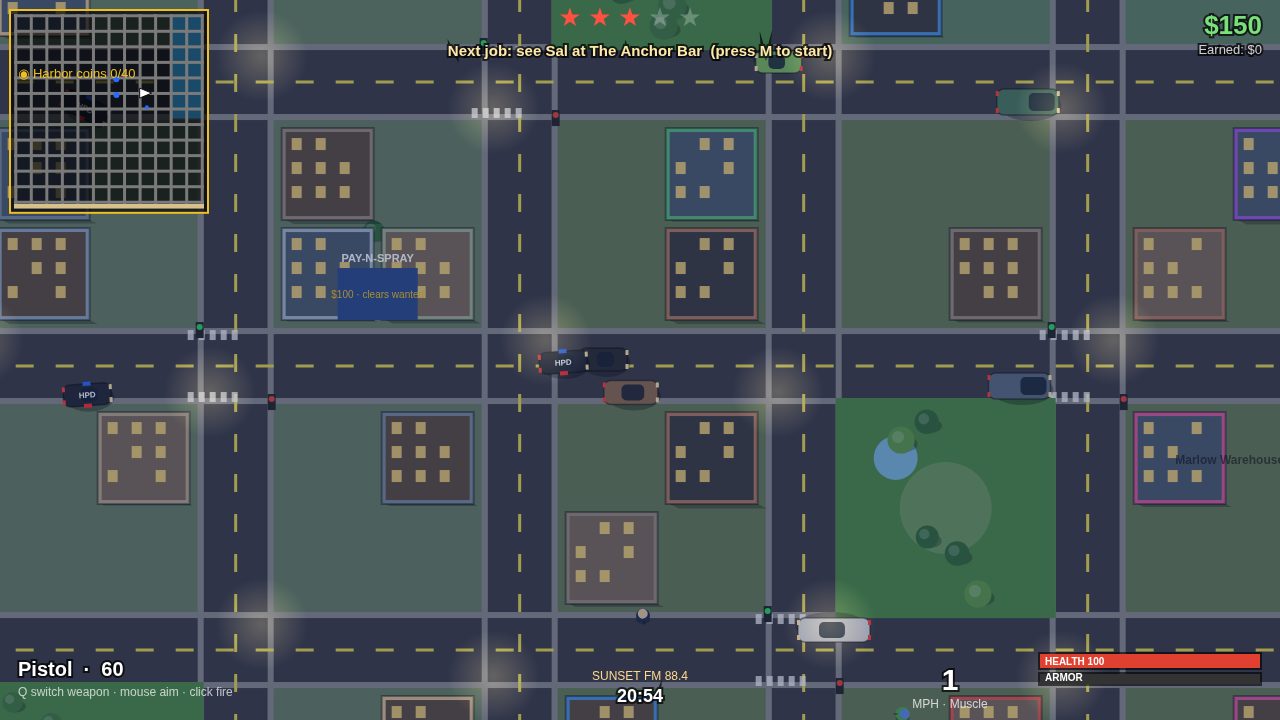 $150
Earned: $0
Next job: see Sal at The Anchor Bar (press M to start)
Harbor coins 0/40
PAY-N-SPRAY
$100 · clears wanted
HPD
HPD
Marlow Warehouse
Pistol · 60
Q switch weapon · mouse aim · click fire
SUNSET FM 88.4
20:54
1
MPH · Muscle
HEALTH 100
ARMOR